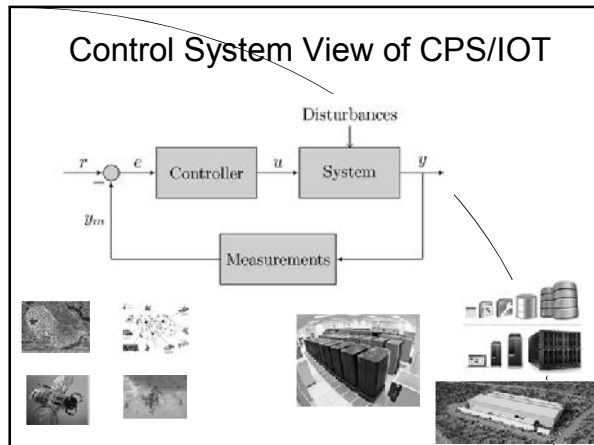 Control System View of CPS/IOT
Disturbances
r
e
Controller
u
System
y
−
y_m
Measurements